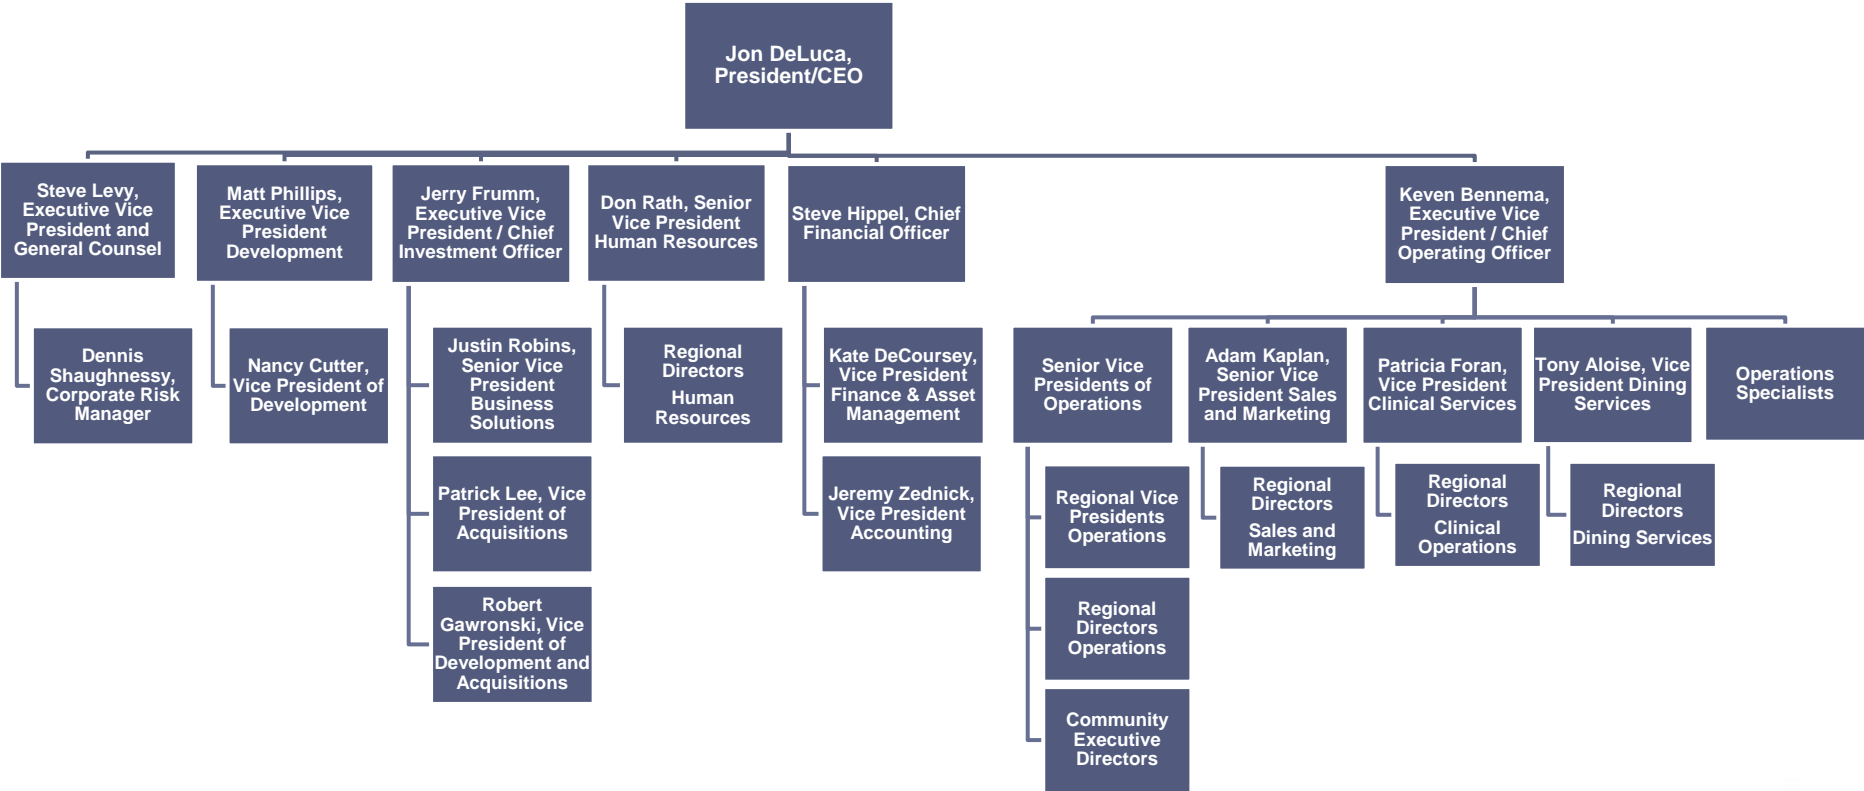 Jon DeLuca,
President/CEO
Steve Levy,
Executive Vice
President and
General Counsel
Matt Phillips,
Executive Vice
President
Development
Jerry Frumm,
Executive Vice
President / Chief
Investment Officer
Don Rath, Senior
Vice President
Human Resources
Steve Hippel, Chief
Financial Officer
Keven Bennema,
Executive Vice
President / Chief
Operating Officer
Dennis
Shaughnessy,
Corporate Risk
Manager
Nancy Cutter,
Vice President of
Development
Justin Robins,
Senior Vice
President
Business
Solutions
Patrick Lee, Vice
President of
Acquisitions
Robert
Gawronski, Vice
President of
Development and
Acquisitions
Regional
Directors
Human
Resources
Kate DeCoursey,
Vice President
Finance & Asset
Management
Jeremy Zednick,
Vice President
Accounting
Senior Vice
Presidents of
Operations
Regional Vice
Presidents
Operations
Regional
Directors
Operations
Community
Executive
Directors
Adam Kaplan,
Senior Vice
President Sales
and Marketing
Regional
Directors
Sales and
Marketing
Patricia Foran,
Vice President
Clinical Services
Regional
Directors
Clinical
Operations
Tony Aloise, Vice
President Dining
Services
Regional
Directors
Dining Services
Operations
Specialists